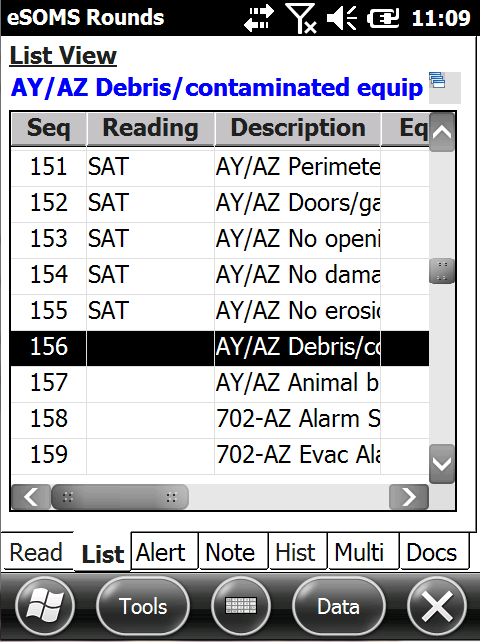 eSOMS Rounds 11:09
List View
AY/AZ Debris/contaminated equip
Seq Reading Description Eq
151 SAT AY/AZ Perimete
152 SAT AY/AZ Doors/ga
153 SAT AY/AZ No openi
154 SAT AY/AZ No dama
155 SAT AY/AZ No erosio
156 AY/AZ Debris/co
157 AY/AZ Animal b
158 702-AZ Alarm S
159 702-AZ Evac Ala
Read List Alert Note Hist Multi Docs
Tools Data